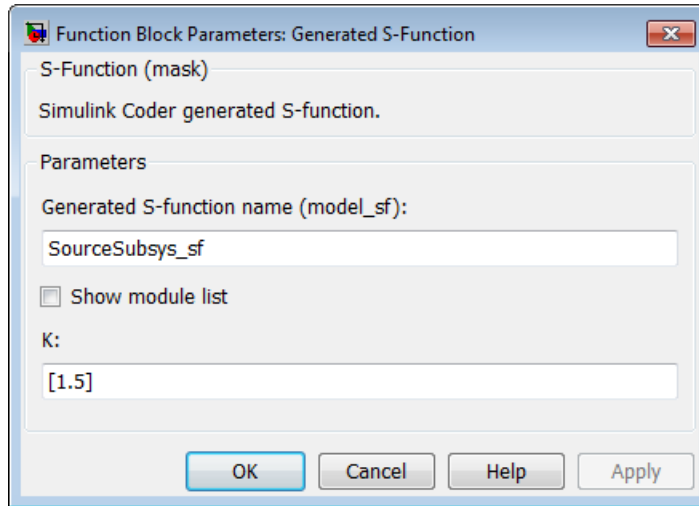 Function Block Parameters: Generated S-Function
S-Function (mask)
Simulink Coder generated S-function.
Parameters
Generated S-function name (model_sf):
SourceSubsys_sf
Show module list
K:
[1.5]
OK Cancel Help Apply